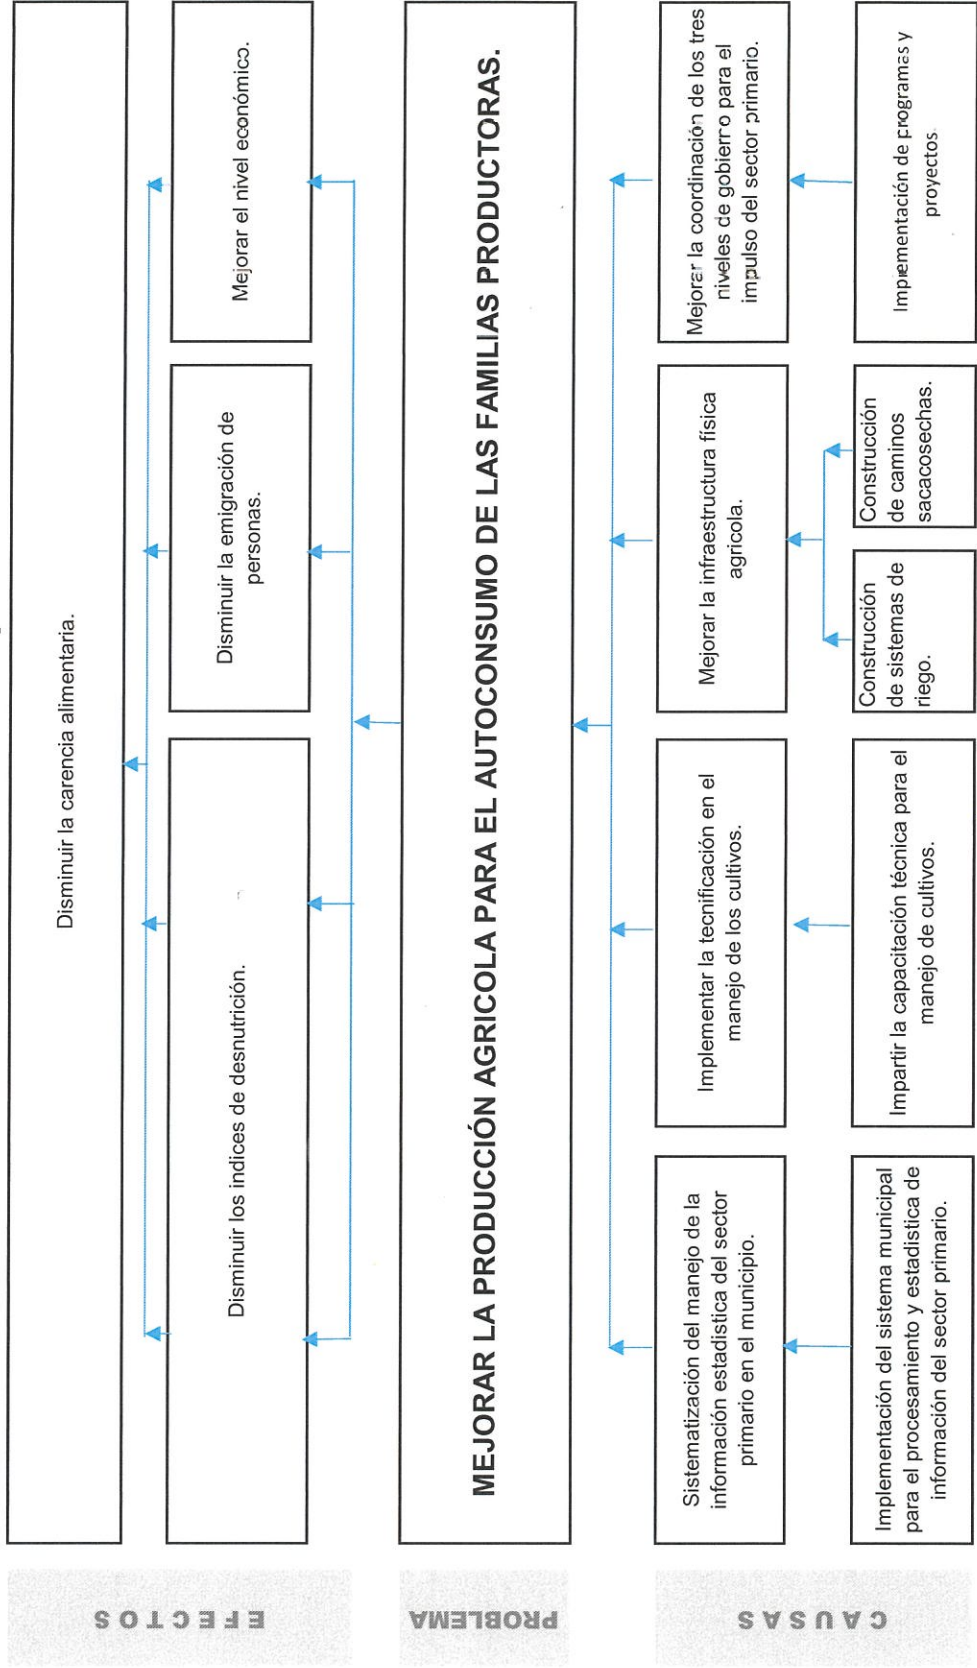 EFECTOS
Disminuir la carencia alimentaria.
Disminuir los indices de desnutrición.
Disminuir la emigración de
personas.
Mejorar el nivel económico.
PROBLEMA
MEJORAR LA PRODUCCIÓN AGRICOLA PARA EL AUTOCONSUMO DE LAS FAMILIAS PRODUCTORAS.
CAUSAS
Sistematización del manejo de la
información estadistica del sector
primario en el municipio.
Implementar la tecnificación en el
manejo de los cultivos.
Mejorar la infraestructura física
agricola.
Mejorar la coordinación de los tres
niveles de gobierno para el
impulso del sector primario.
Implementación del sistema municipal
para el procesamiento y estadistica de
información del sector primario.
Impartir la capacitación técnica para el
manejo de cultivos.
Construcción
de sistemas de
riego.
Construcción
de caminos
sacacosechas.
Implementación de programas y
proyectos.